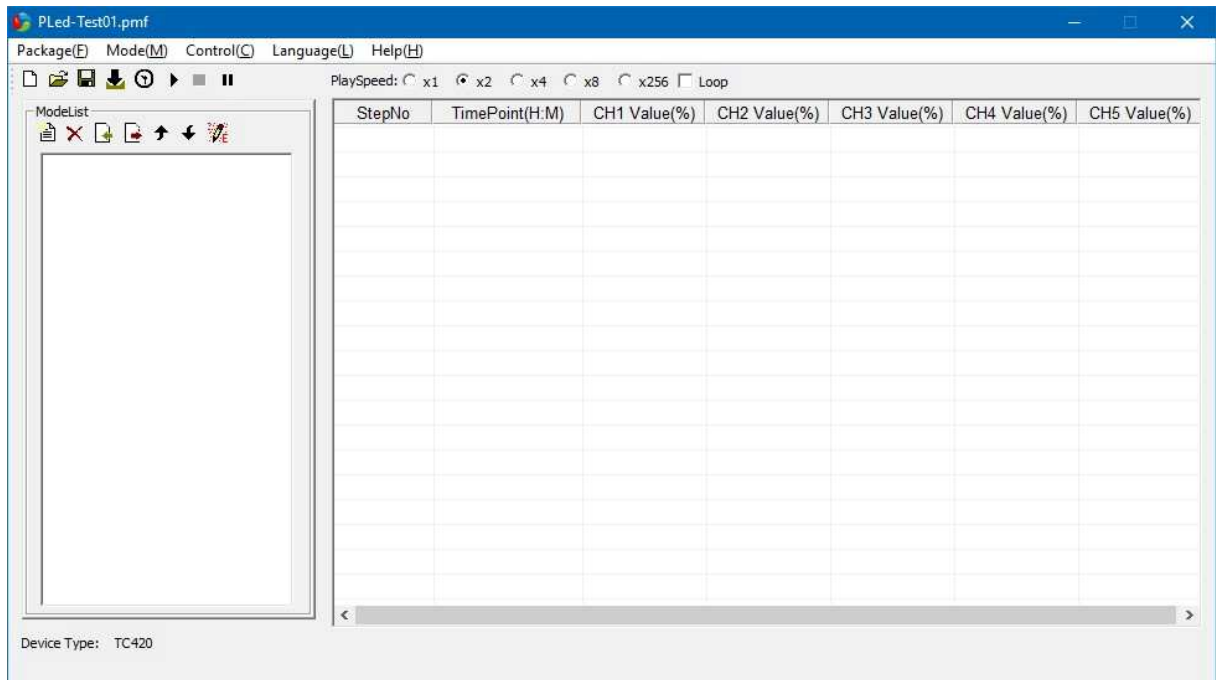 PLed-Test01.pmf
Package(F) Mode(M) Control(C) Language(L) Help(H)
PlaySpeed: x1 x2 x4 x8 x256 Loop
ModeList
StepNo TimePoint(H:M) CH1 Value(%) CH2 Value(%) CH3 Value(%) CH4 Value(%) CH5 Value(%)
Device Type: TC420